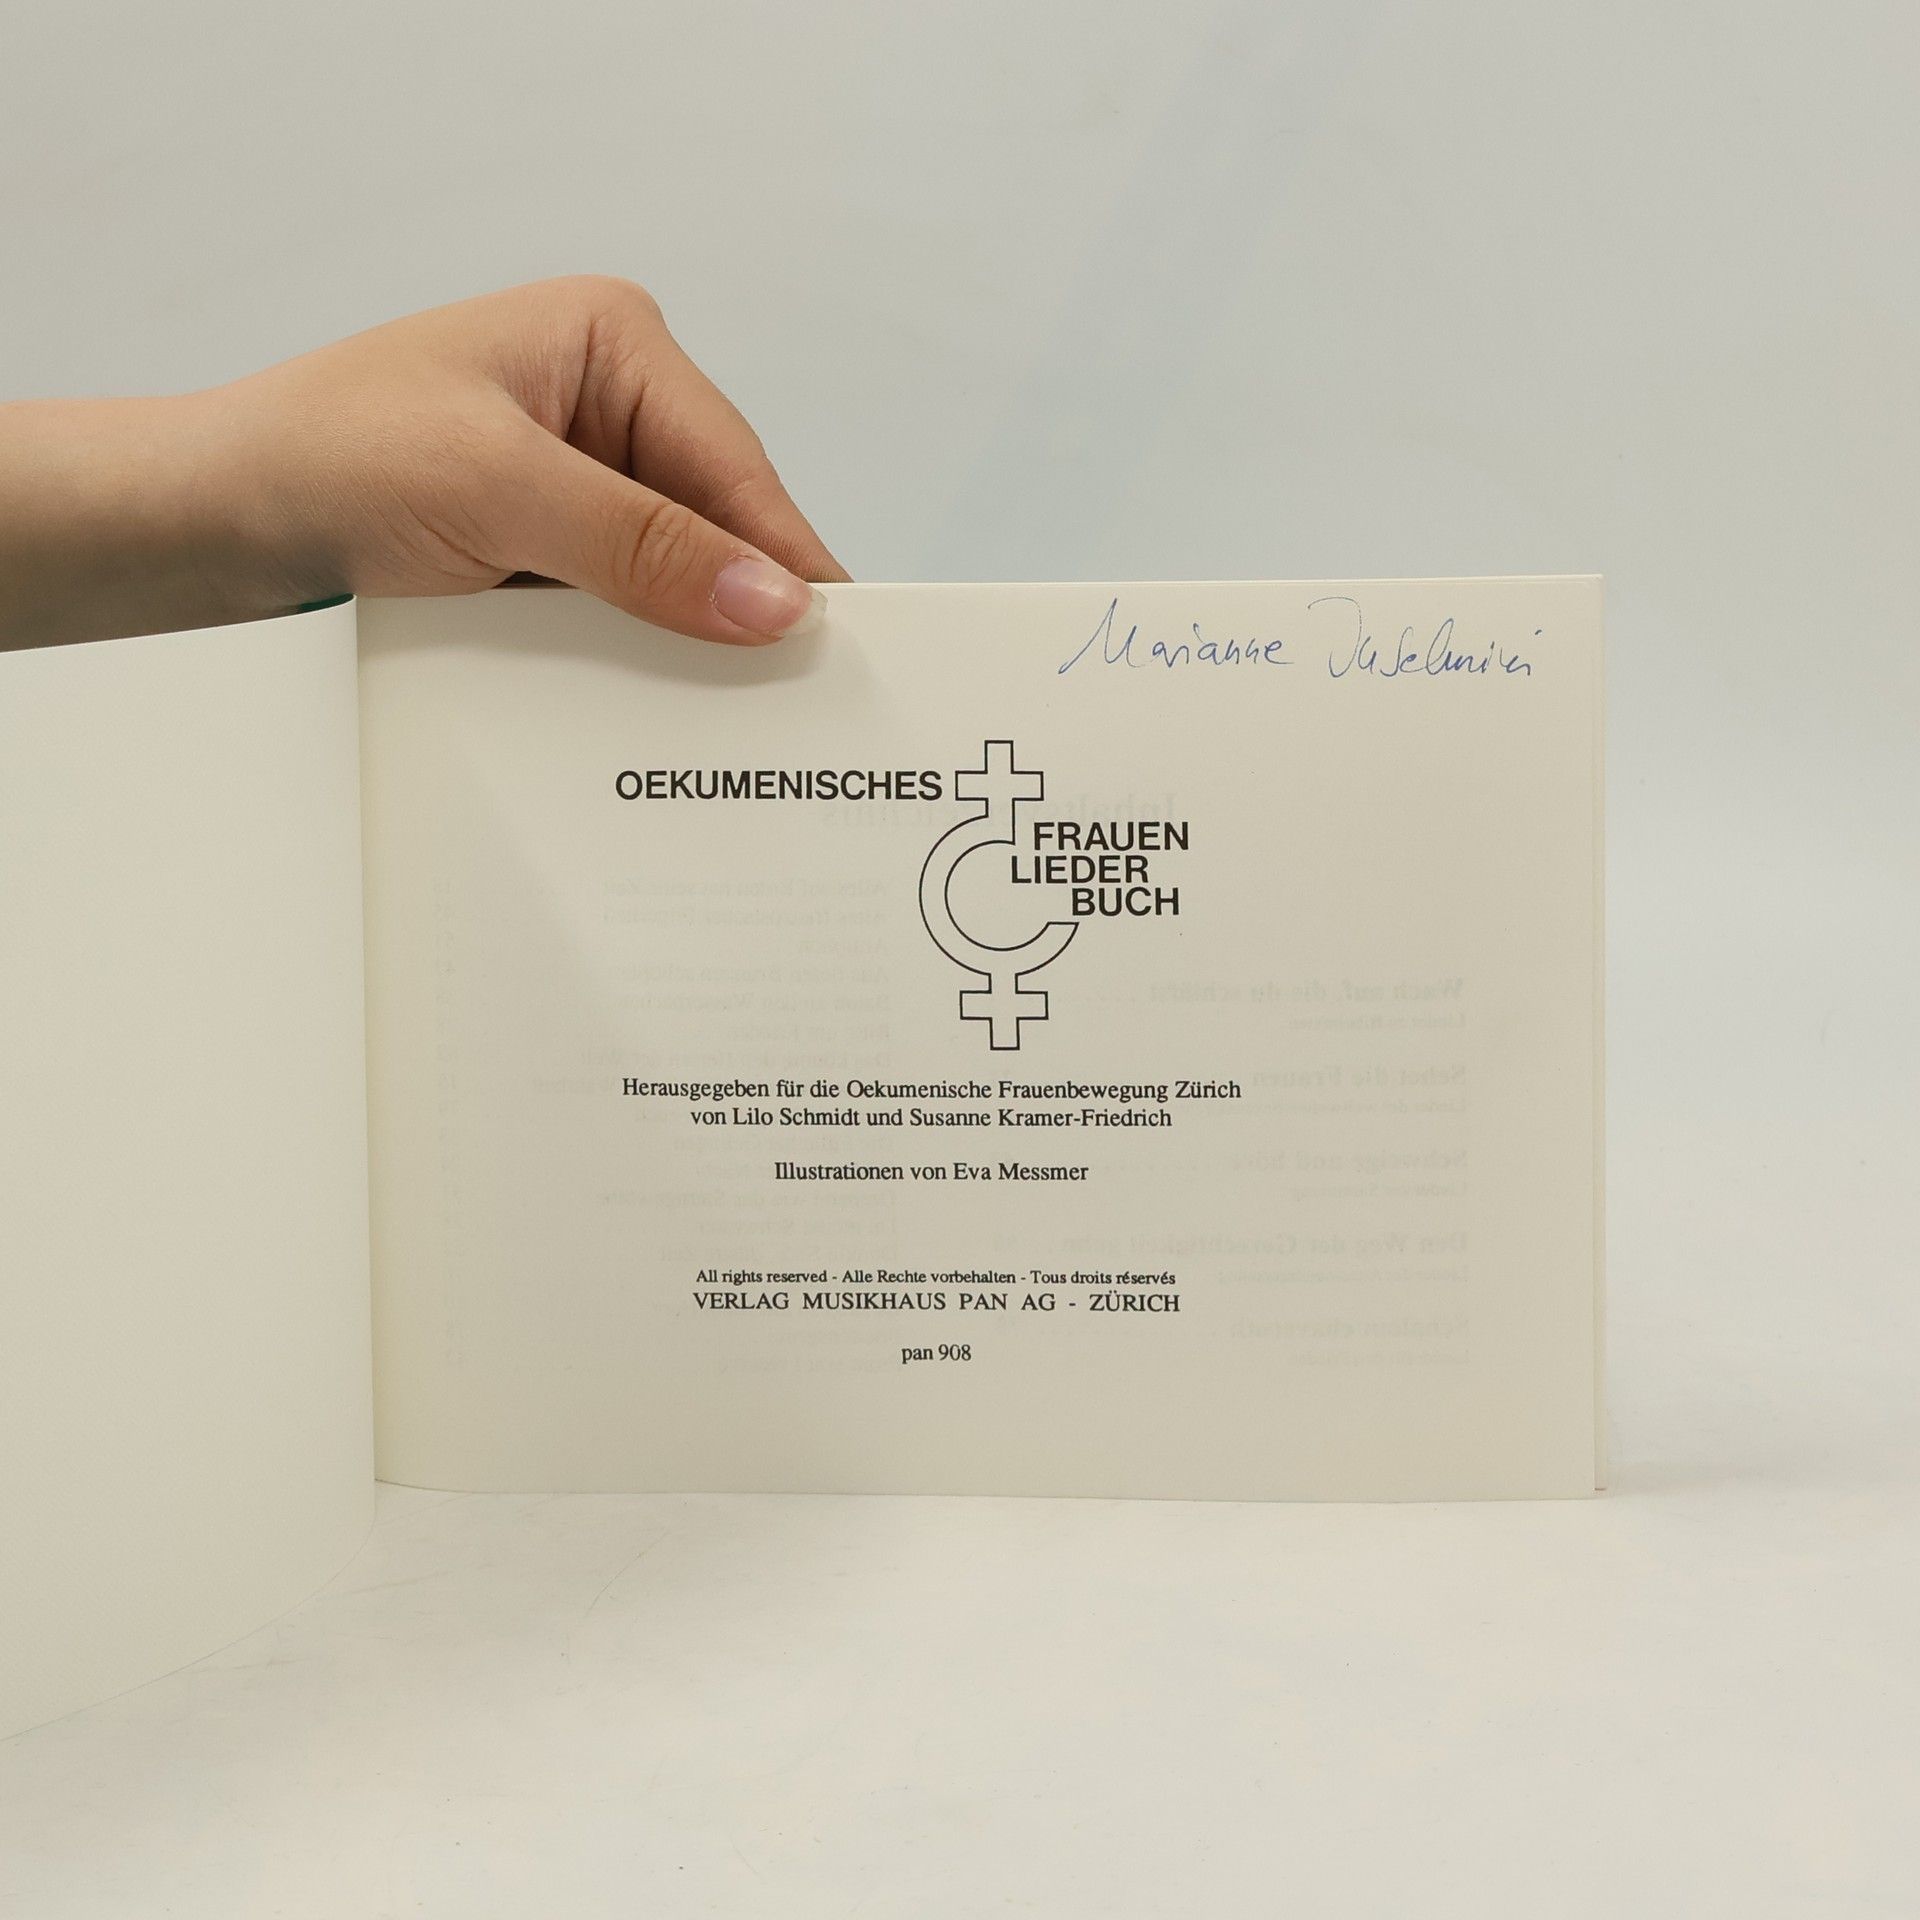 Marianne
OEKUMENISCHES
FRAUEN
LIEDER
BUCH
Herausgegeben für die Oekumenische Frauenbewegung Zürich
von Lilo Schmidt und Susanne Kramer-Friedrich
Illustrationen von Eva Messmer
All rights reserved - Alle Rechte vorbehalten - Tous droits réservés
VERLAG MUSIKHAUS PAN AG - ZÜRICH
pan 908